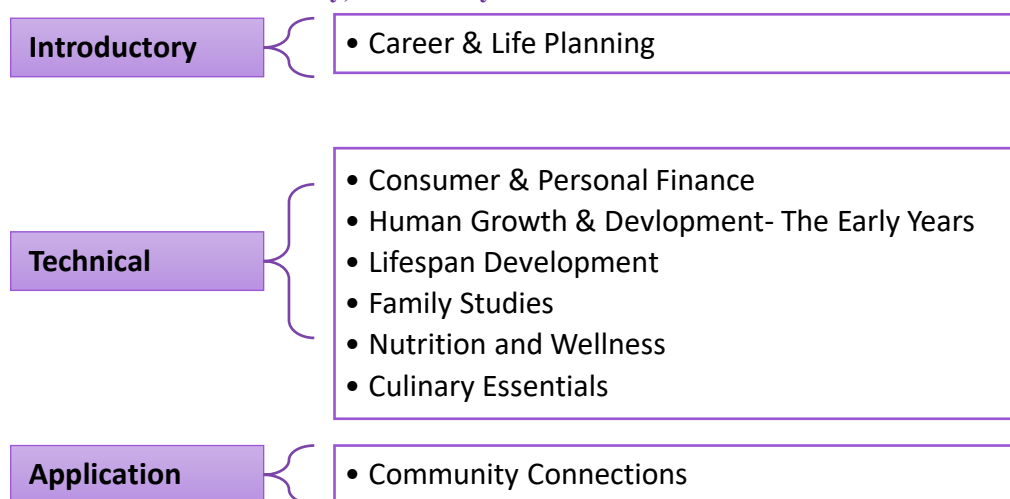 Introductory
• Career & Life Planning
Technical
• Consumer & Personal Finance
• Human Growth & Devlopment- The Early Years
• Lifespan Development
• Family Studies
• Nutrition and Wellness
• Culinary Essentials
Application
• Community Connections